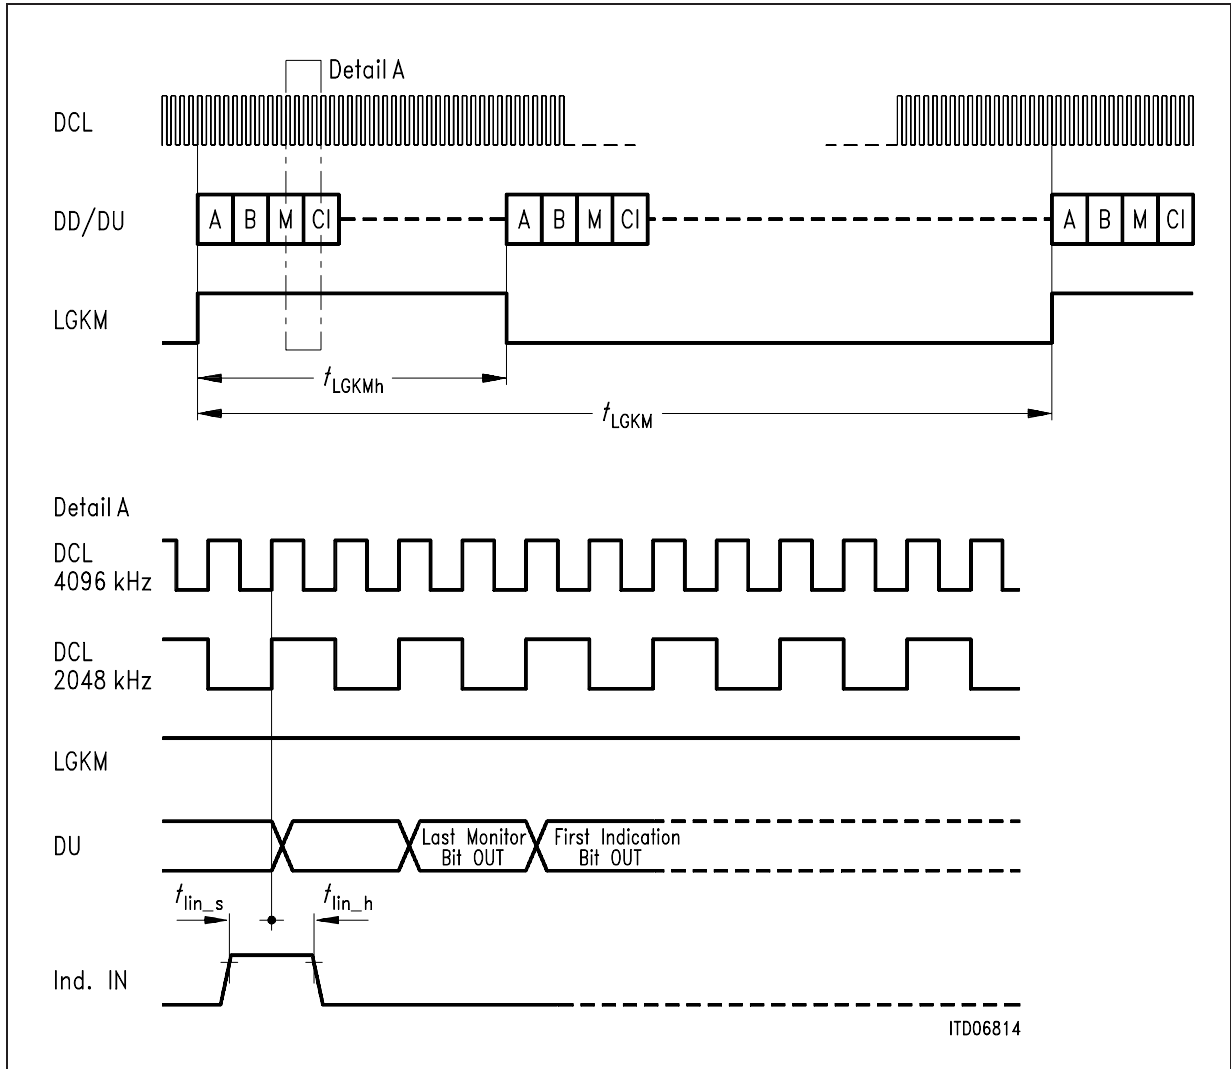 Detail A
DCL
DD/DU
A B M CI A B M CI A B M CI
LGKM
tLGKMh
tLGKM
Detail A
DCL
4096 kHz
DCL
2048 kHz
LGKM
DU
Last Monitor
Bit OUT
First Indication
Bit OUT
tlin_s
tlin_h
Ind. IN
ITD06814